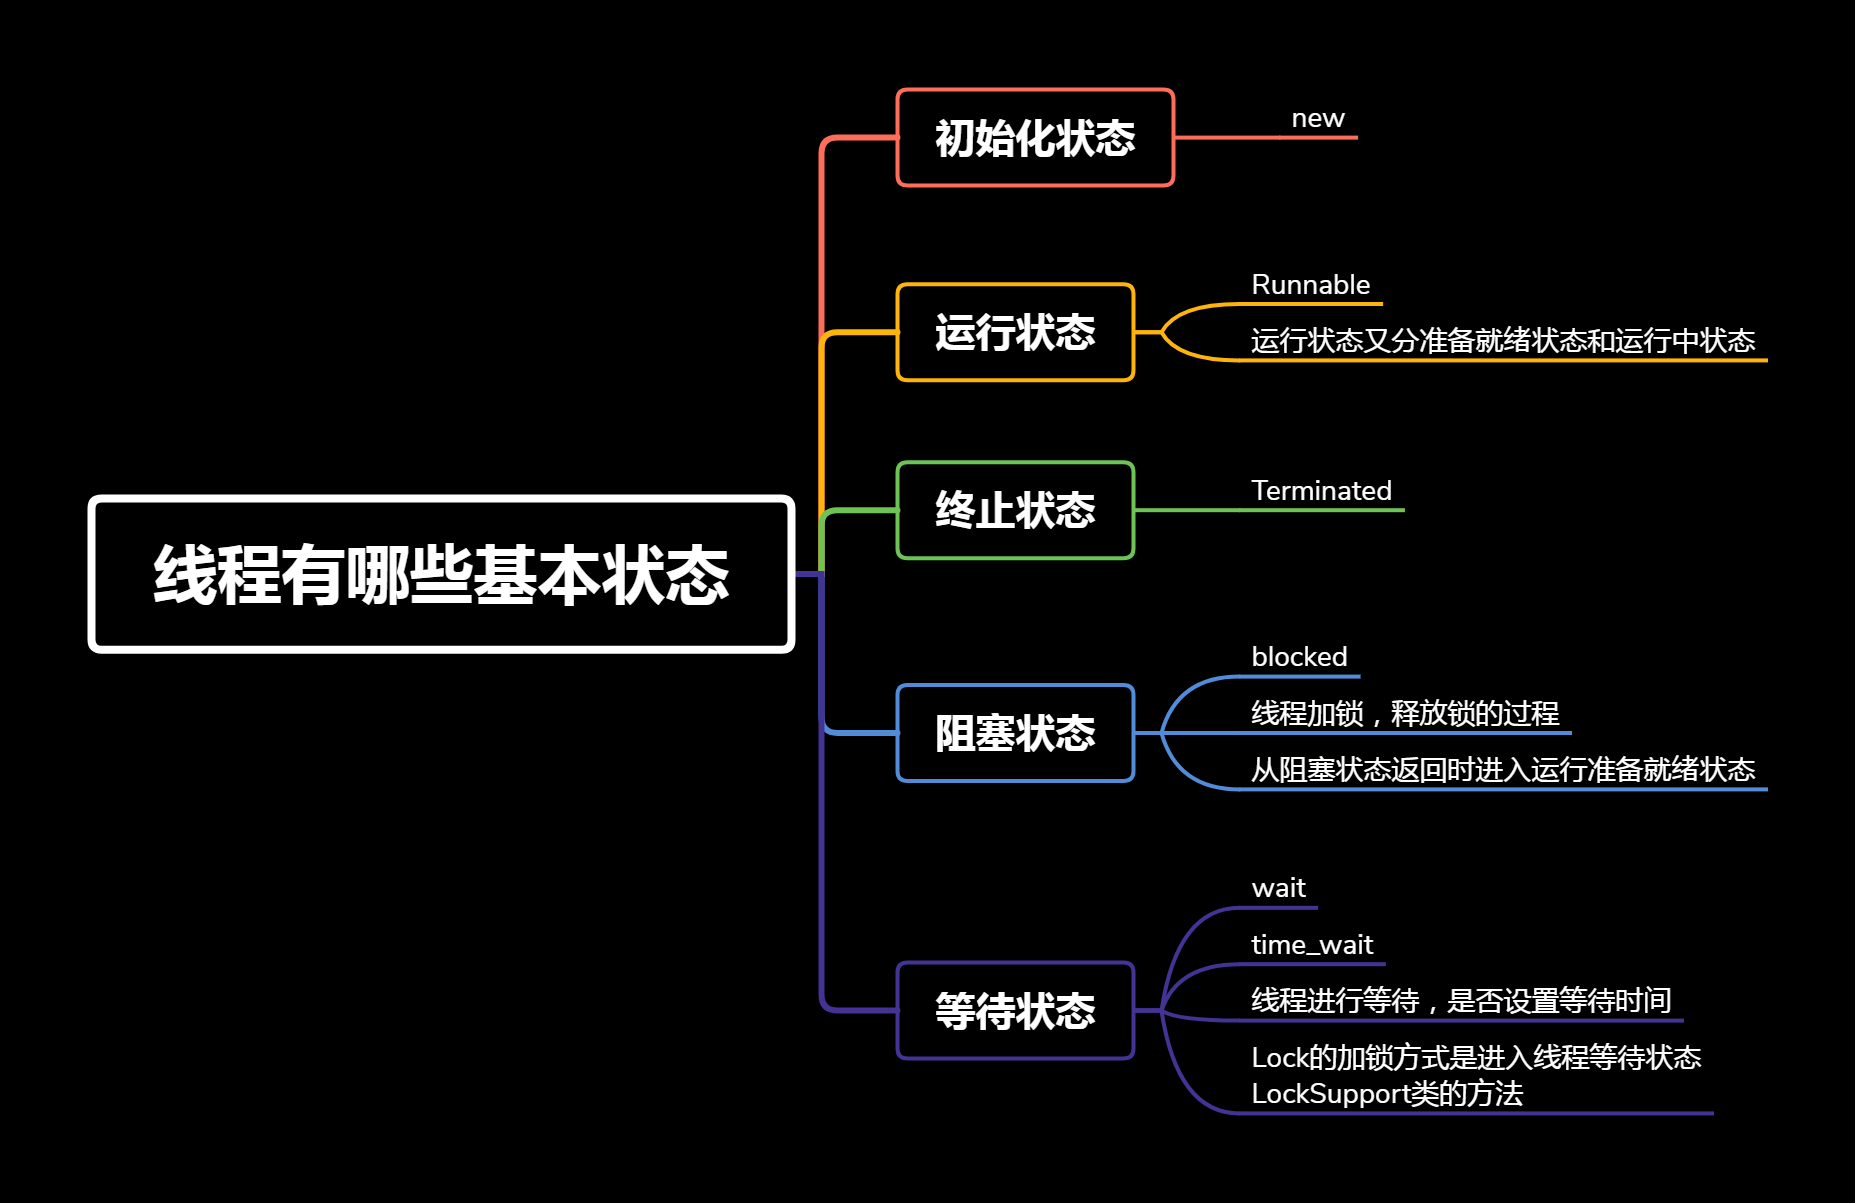 线程有哪些基本状态
初始化状态
new
运行状态
Runnable
运行状态又分准备就绪状态和运行中状态
终止状态
Terminated
阻塞状态
blocked
线程加锁，释放锁的过程
从阻塞状态返回时进入运行准备就绪状态
等待状态
wait
time_wait
线程进行等待，是否设置等待时间
Lock的加锁方式是进入线程等待状态
LockSupport类的方法